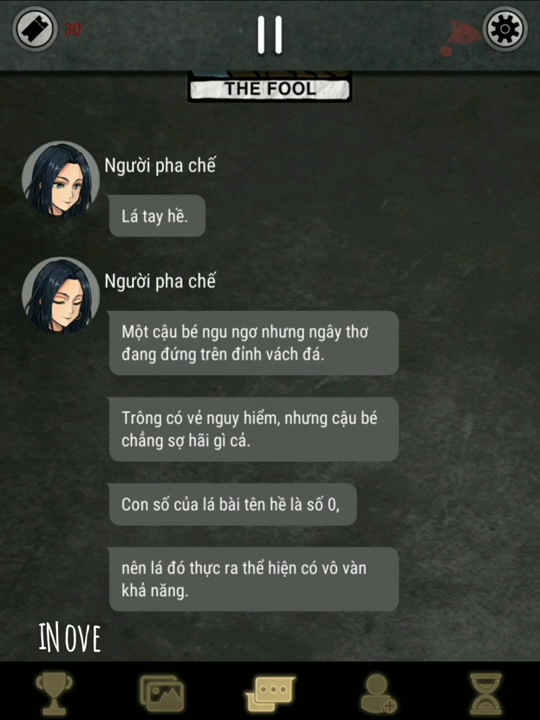 30
THE FOOL
Người pha chế
Lá tay hề.
Người pha chế
Một cậu bé ngu ngơ nhưng ngây thơ
đang đứng trên đỉnh vách đá.
Trông có vẻ nguy hiểm, nhưng cậu bé
chẳng sợ hãi gì cả.
Con số của lá bài tên hề là số 0,
nên lá đó thực ra thể hiện có vô vàn
khả năng.
INOVE